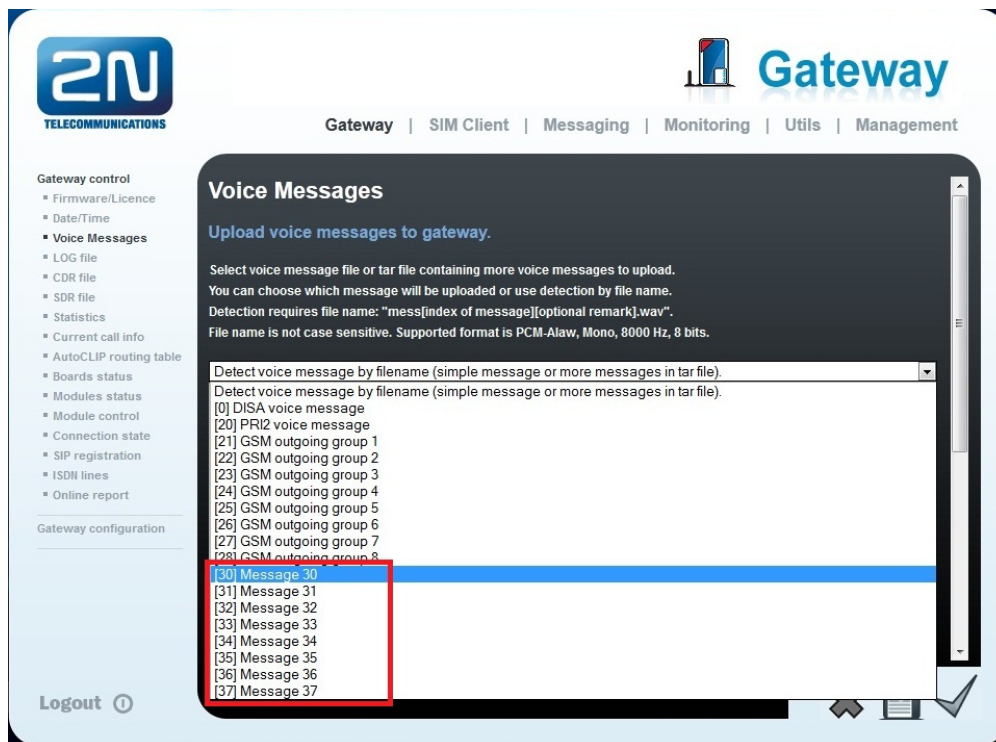 2N
TELECOMMUNICATIONS
Gateway
Gateway | SIM Client | Messaging | Monitoring | Utils | Management
Gateway control
Firmware/Licence
Date/Time
Voice Messages
LOG file
CDR file
SDR file
Statistics
Current call info
AutoCLIP routing table
Boards status
Modules status
Module control
Connection state
SIP registration
ISDN lines
Online report
Gateway configuration
Logout
Voice Messages
Upload voice messages to gateway.
Select voice message file or tar file containing more voice messages to upload.
You can choose which message will be uploaded or use detection by file name.
Detection requires file name: "mess[index of message][optional remark].wav".
File name is not case sensitive. Supported format is PCM-Alaw, Mono, 8000 Hz, 8 bits.
Detect voice message by filename (simple message or more messages in tar file).
Detect voice message by filename (simple message or more messages in tar file).
[0] DISA voice message
[20] PRI2 voice message
[21] GSM outgoing group 1
[22] GSM outgoing group 2
[23] GSM outgoing group 3
[24] GSM outgoing group 4
[25] GSM outgoing group 5
[26] GSM outgoing group 6
[27] GSM outgoing group 7
[28] GSM outgoing group 8
[30] Message 30
[31] Message 31
[32] Message 32
[33] Message 33
[34] Message 34
[35] Message 35
[36] Message 36
[37] Message 37